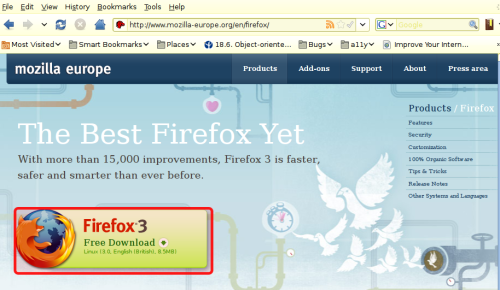 File Edit View History Bookmarks Tools Help
http://www.mozilla-europe.org/en/firefox/
Google
Most Visited Smart Bookmarks Places 18.6. Object-oriente... Bugs a11y Improve Your Intern...
mozilla europe
Products Add-ons Support About Press area
Products / Firefox
Features
Security
Customization
100% Organic Software
Tips & Tricks
Release Notes
Other Systems and Languages
The Best Firefox Yet
With more than 15,000 improvements, Firefox 3 is faster,
safer and smarter than ever before.
Firefox 3
Free Download
Linux (3.0, English (British), 8.5MB)